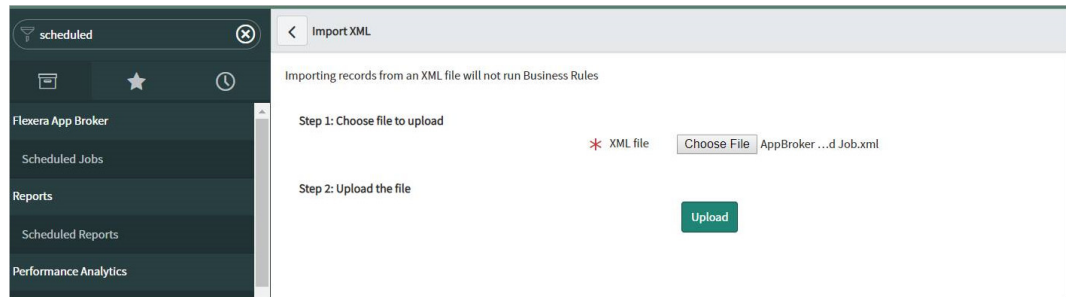 scheduled
Flexera App Broker
Scheduled Jobs
Reports
Scheduled Reports
Performance Analytics
Import XML
Importing records from an XML file will not run Business Rules
Step 1: Choose file to upload
* XML file Choose File AppBroker ...d Job.xml
Step 2: Upload the file
Upload